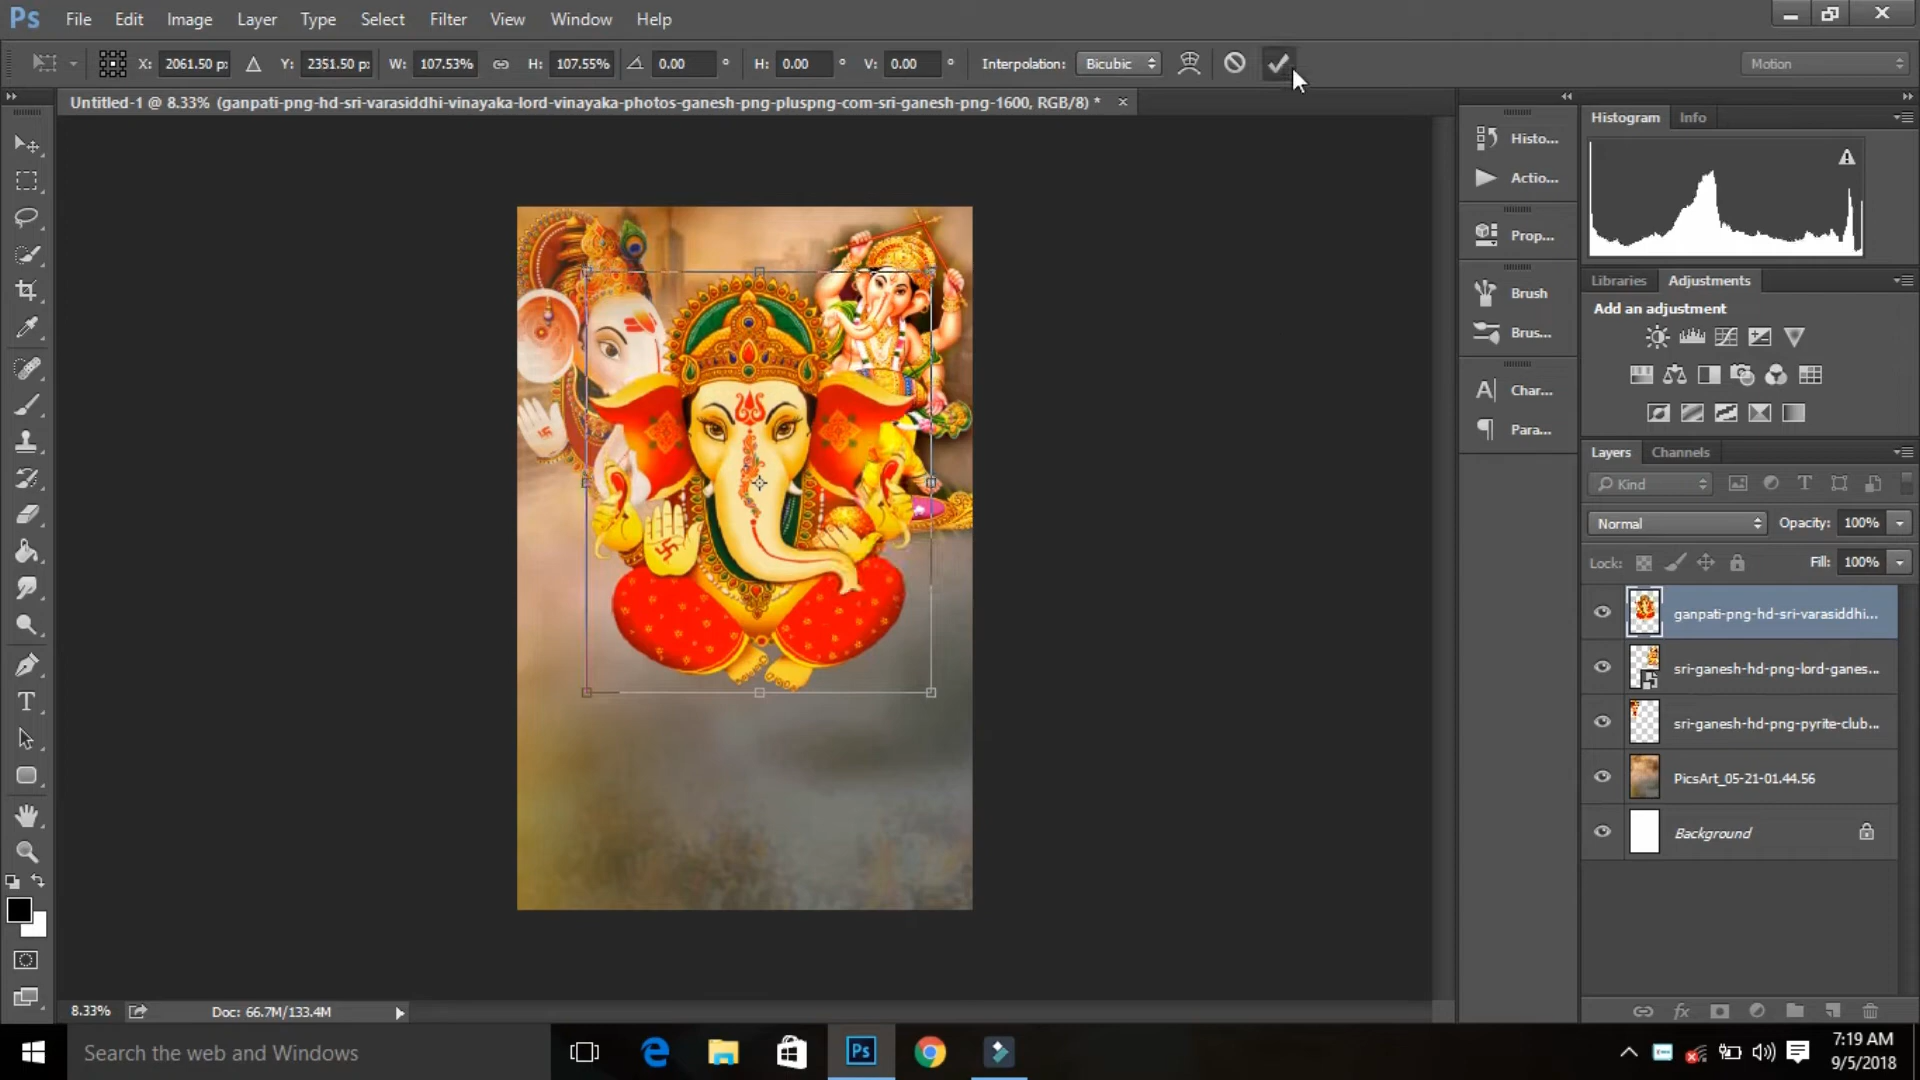 Ps File Edit Image Layer Type Select Filter View Window Help
X: 2061.50 px Y: 2351.50 px W: 107.53% H: 107.55% 0.00 ° H: 0.00 ° V: 0.00 ° Interpolation: Bicubic Motion
Untitled-1 @ 8.33% (ganpati-png-hd-sri-varasiddhi-vinayaka-lord-vinayaka-photos-ganesh-png-pluspng-com-sri-ganesh-png-1600, RGB/8) * ×
Histo...
Actio...
Prop...
Brush
Brus...
Char...
Para...
Histogram Info
Libraries Adjustments
Add an adjustment
Layers Channels
Kind
Normal Opacity: 100%
Lock: Fill: 100%
ganpati-png-hd-sri-varasiddhi...
sri-ganesh-hd-png-lord-ganes...
sri-ganesh-hd-png-pyrite-club...
PicsArt_05-21-01.44.56
Background
8.33% Doc: 66.7M/133.4M
Search the web and Windows
Ps
7:19 AM
9/5/2018